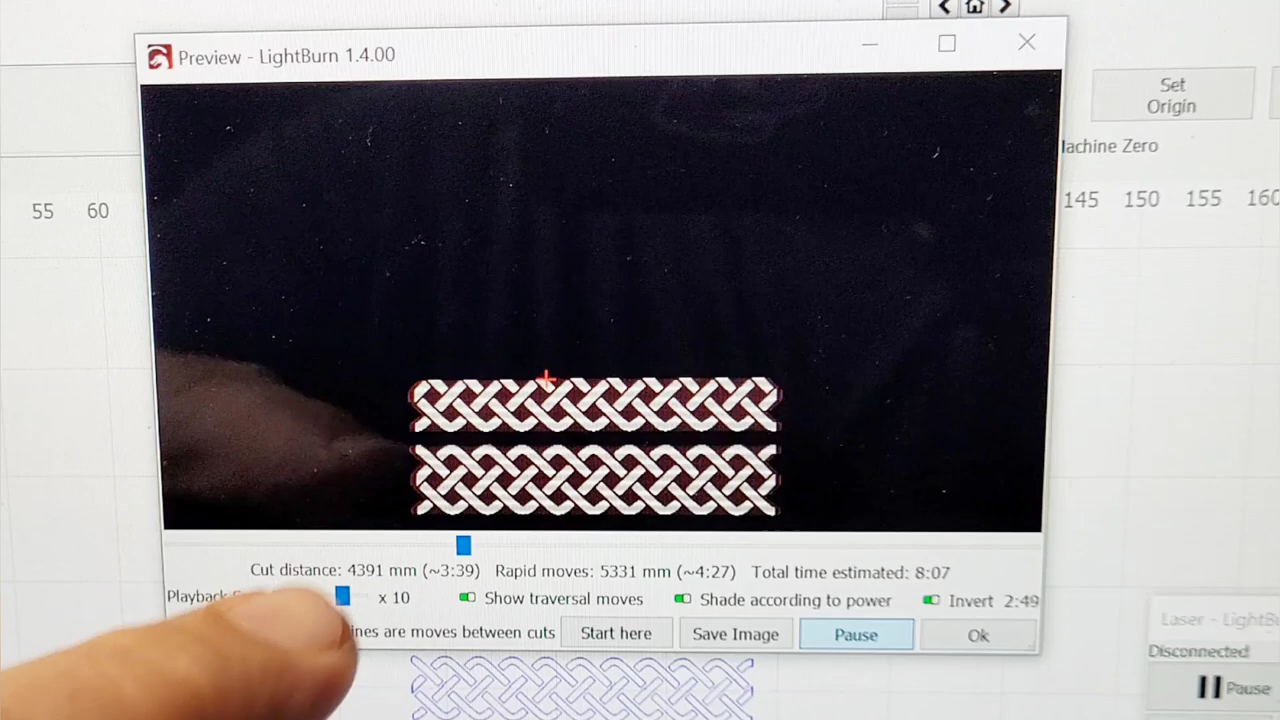 Preview - LightBurn 1.4.00
Set
Origin
Machine Zero
55 60
145 150 155 160
Cut distance: 4391 mm (~3:39) Rapid moves: 5331 mm (~4:27) Total time estimated: 8:07
Playback x 10 Show traversal moves Shade according to power Invert 2:49
ines are moves between cuts Start here Save Image Pause Ok
Laser - LightBu
Disconnected
Pause